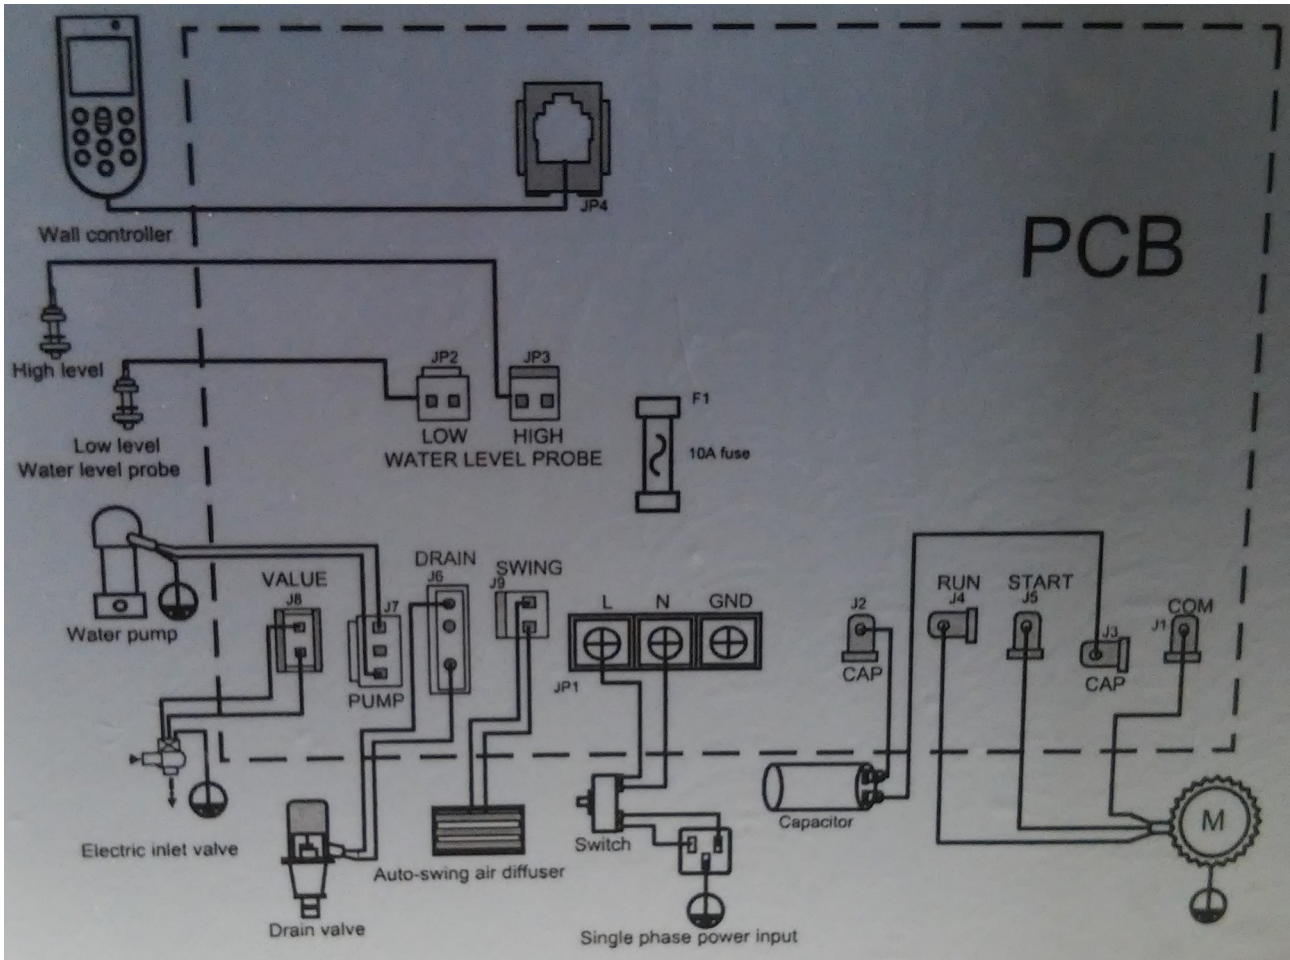 JP4
Wall controller
PCB
High level
JP2
JP3
Low level
Water level probe
LOW
HIGH
WATER LEVEL PROBE
F1
10A fuse
VALUE
J8
J7
PUMP
DRAIN
J6
SWING
J9
L
N
GND
JP1
J2
CAP
RUN
J4
START
J5
J3
CAP
COM
J1
Water pump
Electric inlet valve
Drain valve
Auto-swing air diffuser
Switch
Single phase power input
Capacitor
M